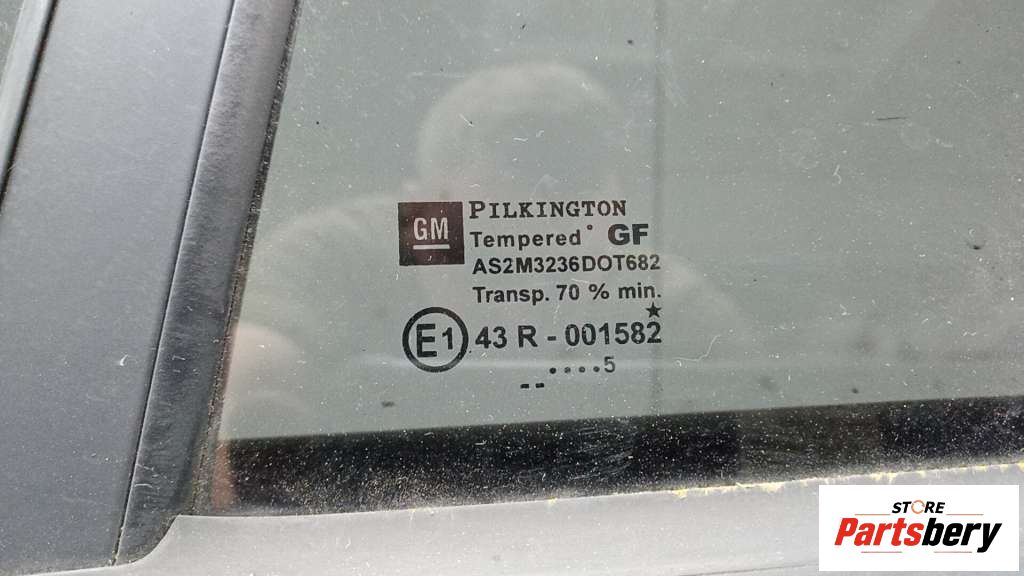 GM
PILKINGTON
Tempered° GF
AS2M3236DOT682
Transp. 70 % min.
E1 43 R - 001582
....5
--
STORE
Partsbery